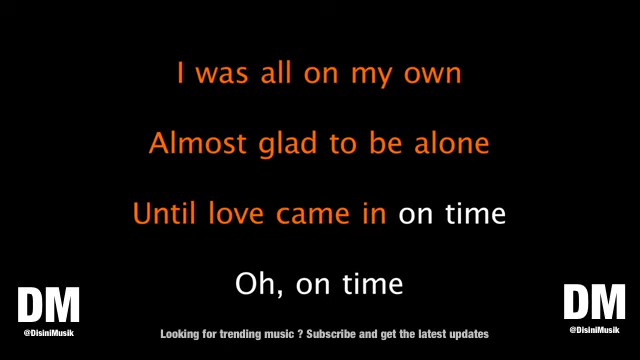 I was all on my own
Almost glad to be alone
Until love came in on time
Oh, on time
DM
@DisiniMusik
DM
@DisiniMusik
Looking for trending music ? Subscribe and get the latest updates